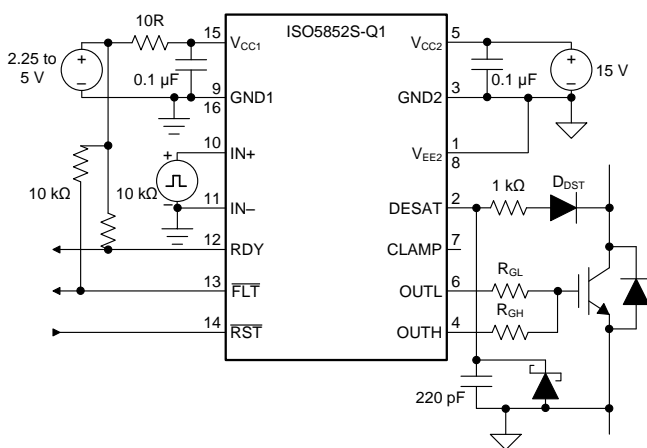 ISO5852S-Q1
10R
15
VCC1
VCC2
5
2.25 to
5 V
+
−
0.1 µF
0.1 µF
+
−
15 V
9
GND1
GND2
3
16
10
IN+
VEE2
1
8
+
−
10 kΩ
10 kΩ
11
IN–
DESAT
2
1 kΩ
DDST
12
RDY
CLAMP
7
13
FLT
OUTL
6
RGL
14
RST
OUTH
4
RGH
220 pF